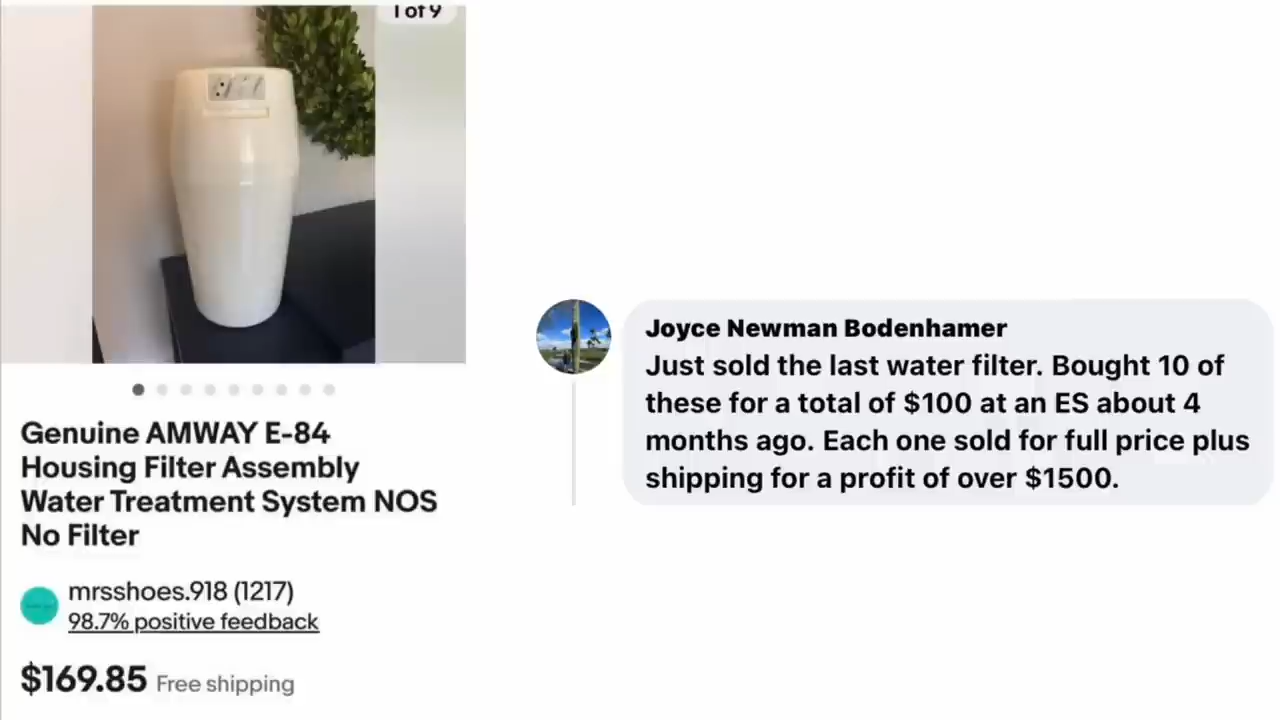 1 of 9
Genuine AMWAY E-84
Housing Filter Assembly
Water Treatment System NOS
No Filter
mrsshoes.918 (1217)
98.7% positive feedback
$169.85 Free shipping
Joyce Newman Bodenhamer
Just sold the last water filter. Bought 10 of
these for a total of $100 at an ES about 4
months ago. Each one sold for full price plus
shipping for a profit of over $1500.